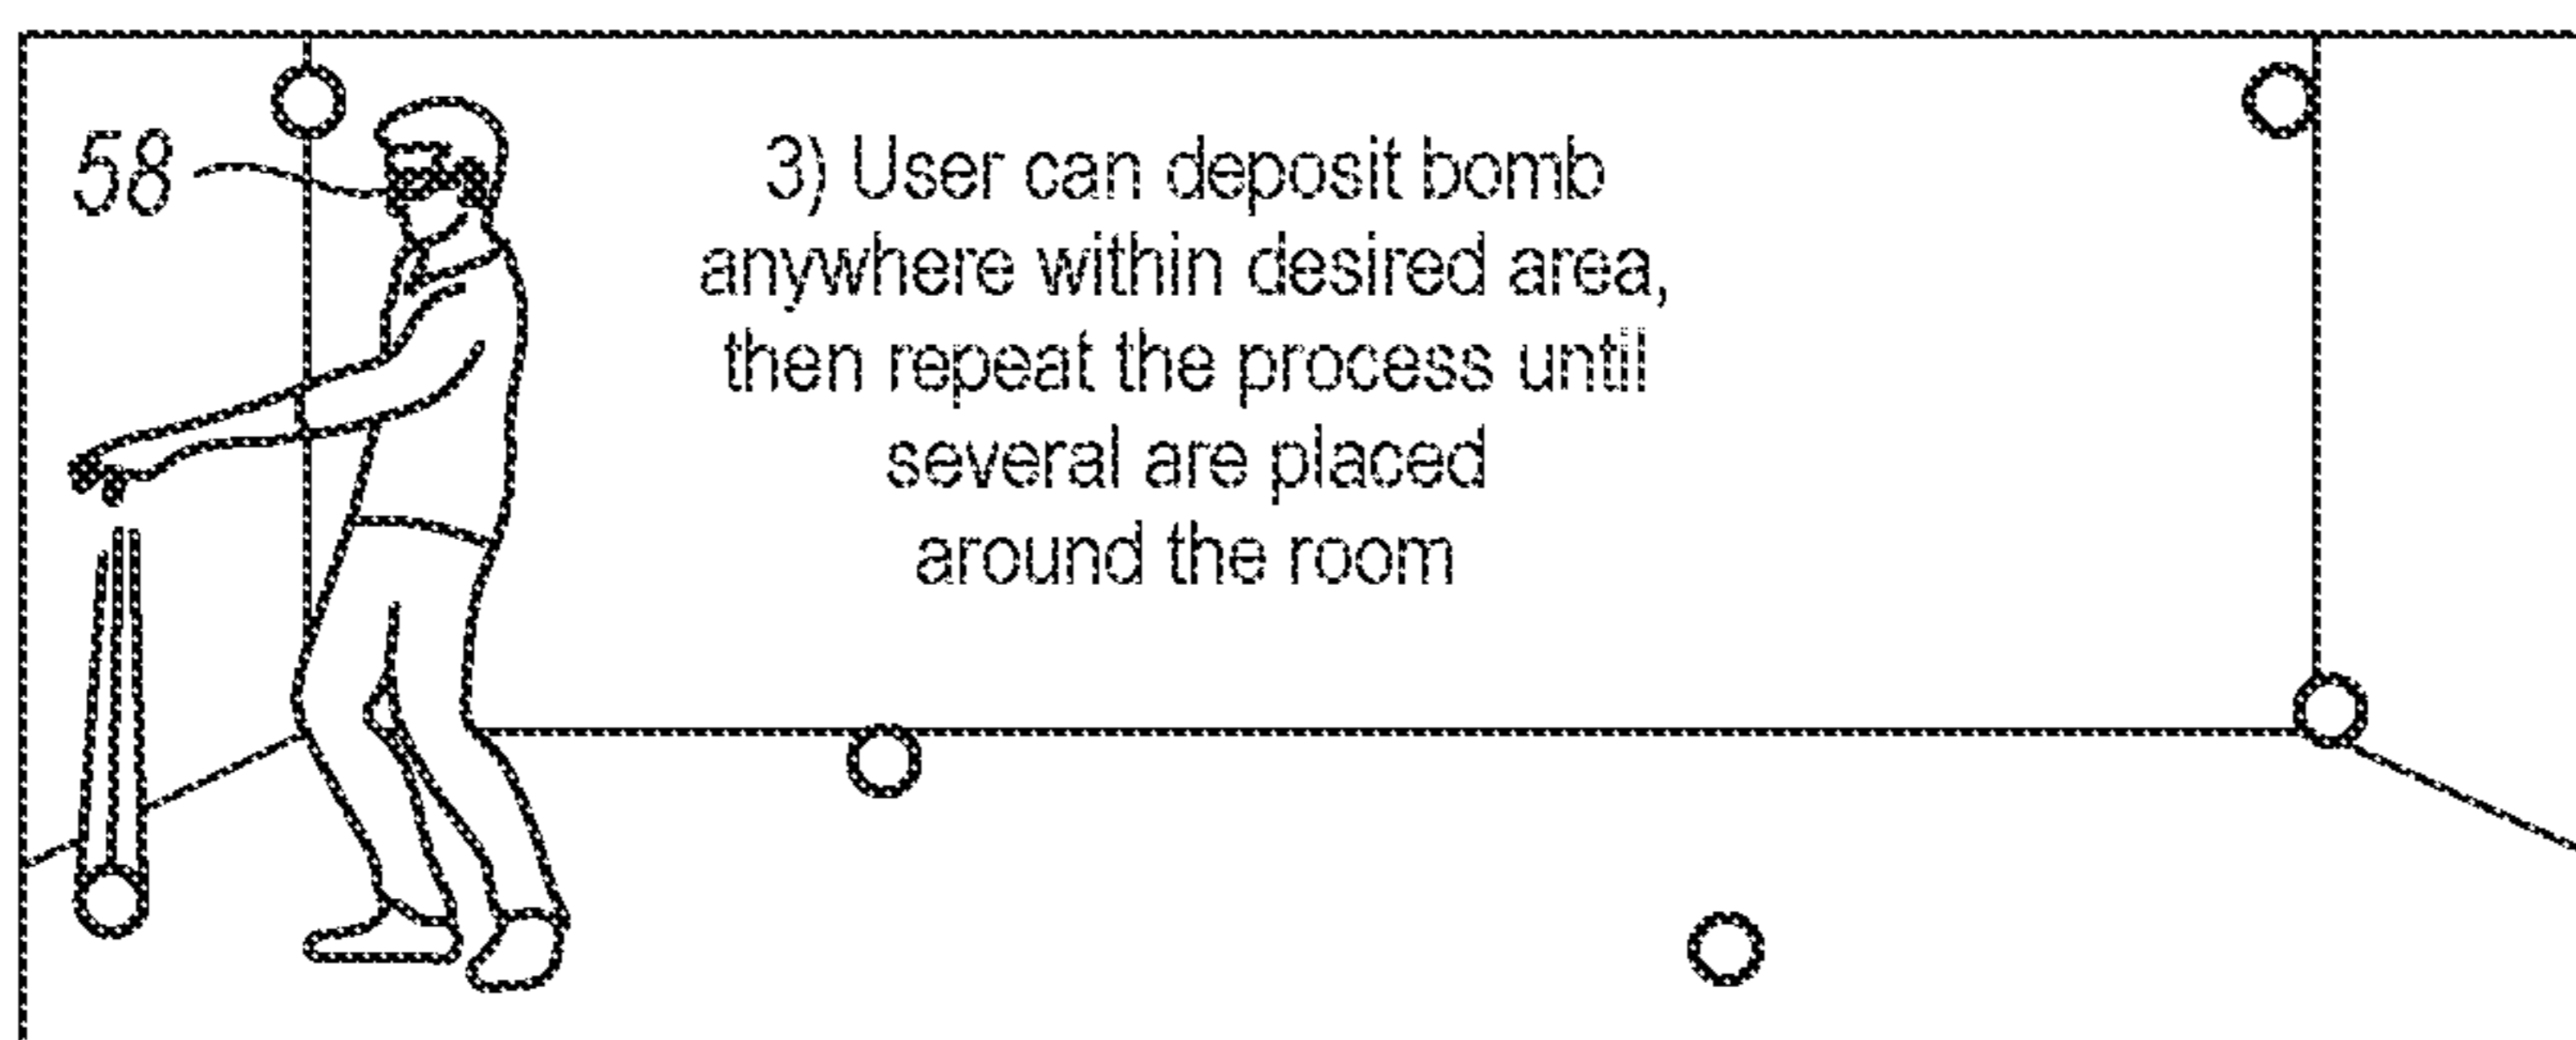 58
3) User can deposit bomb
anywhere within desired area,
then repeat the process until
several are placed
around the room